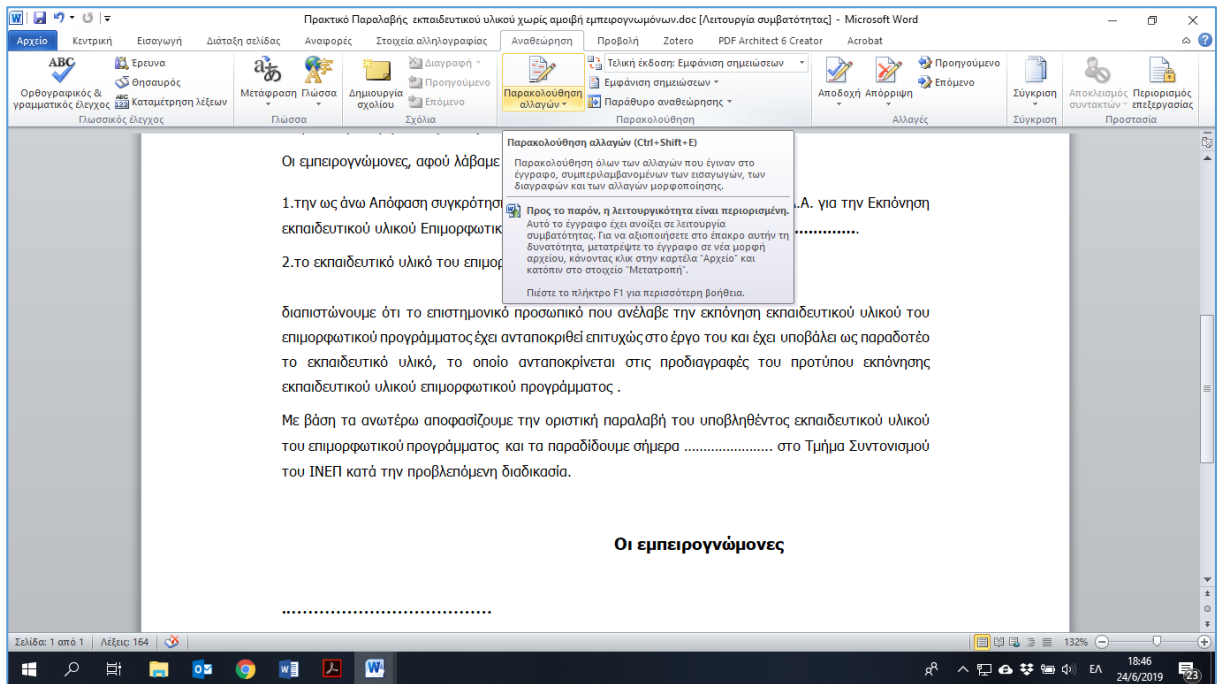 Πρακτικό Παραλαβής εκπαιδευτικού υλικού χωρίς αμοιβή εμπειρογνωμόνων.doc [Λειτουργία συμβατότητας] - Microsoft Word
Αρχείο Κεντρική Εισαγωγή Διάταξη σελίδας Αναφορές Στοιχεία αλληλογραφίας Αναθεώρηση Προβολή Zotero PDF Architect 6 Creator Acrobat
ABC Ορθογραφικός & γραμματικός έλεγχος
Έρευνα
Θησαυρός
Καταμέτρηση λέξεων
Γλωσσικός έλεγχος
Μετάφραση Γλώσσα
Γλώσσα
Δημιουργία σχολίου
Διαγραφή
Προηγούμενο
Επόμενο
Σχόλια
Παρακολούθηση αλλαγών
Τελική έκδοση: Εμφάνιση σημειώσεων
Εμφάνιση σημειώσεων
Παράθυρο αναθεώρησης
Παρακολούθηση
Αποδοχή Απόρριψη
Προηγούμενο
Επόμενο
Αλλαγές
Σύγκριση
Σύγκριση
Αποκλεισμός συντακτών
Περιορισμός επεξεργασίας
Προστασία
Οι εμπειρογνώμονες, αφού λάβαμε
1.την ως άνω Απόφαση συγκρότησ
.Α. για την Εκπόνηση
εκπαιδευτικού υλικού Επιμορφωτικ
..............
2.το εκπαιδευτικό υλικό του επιμορ
Παρακολούθηση αλλαγών (Ctrl+Shift+E)
Παρακολούθηση όλων των αλλαγών που έγιναν στο
έγγραφο, συμπεριλαμβανομένων των εισαγωγών, των
διαγραφών και των αλλαγών μορφοποίησης.
Προς το παρόν, η λειτουργικότητα είναι περιορισμένη.
Αυτό το έγγραφο έχει ανοίξει σε λειτουργία
συμβατότητας. Για να αξιοποιήσετε στο έπακρο αυτήν τη
δυνατότητα, μετατρέψτε το έγγραφο σε νέα μορφή
αρχείου, κάνοντας κλικ στην καρτέλα "Αρχείο" και
κατόπιν στο στοιχείο "Μετατροπή".
Πιέστε το πλήκτρο F1 για περισσότερη βοήθεια.
διαπιστώνουμε ότι το επιστημονικό προσωπικό που ανέλαβε την εκπόνηση εκπαιδευτικού υλικού του
επιμορφωτικού προγράμματος έχει ανταποκριθεί επιτυχώς στο έργο του και έχει υποβάλει ως παραδοτέο
το εκπαιδευτικό υλικό, το οποίο ανταποκρίνεται στις προδιαγραφές του προτύπου εκπόνησης
εκπαιδευτικού υλικού επιμορφωτικού προγράμματος .
Με βάση τα ανωτέρω αποφασίζουμε την οριστική παραλαβή του υποβληθέντος εκπαιδευτικού υλικού
του επιμορφωτικού προγράμματος και τα παραδίδουμε σήμερα ....................... στο Τμήμα Συντονισμού
του ΙΝΕΠ κατά την προβλεπόμενη διαδικασία.
Οι εμπειρογνώμονες
.....................................
Σελίδα: 1 από 1 Λέξεις: 164 132%
ΕΛ 18:46
24/6/2019 23